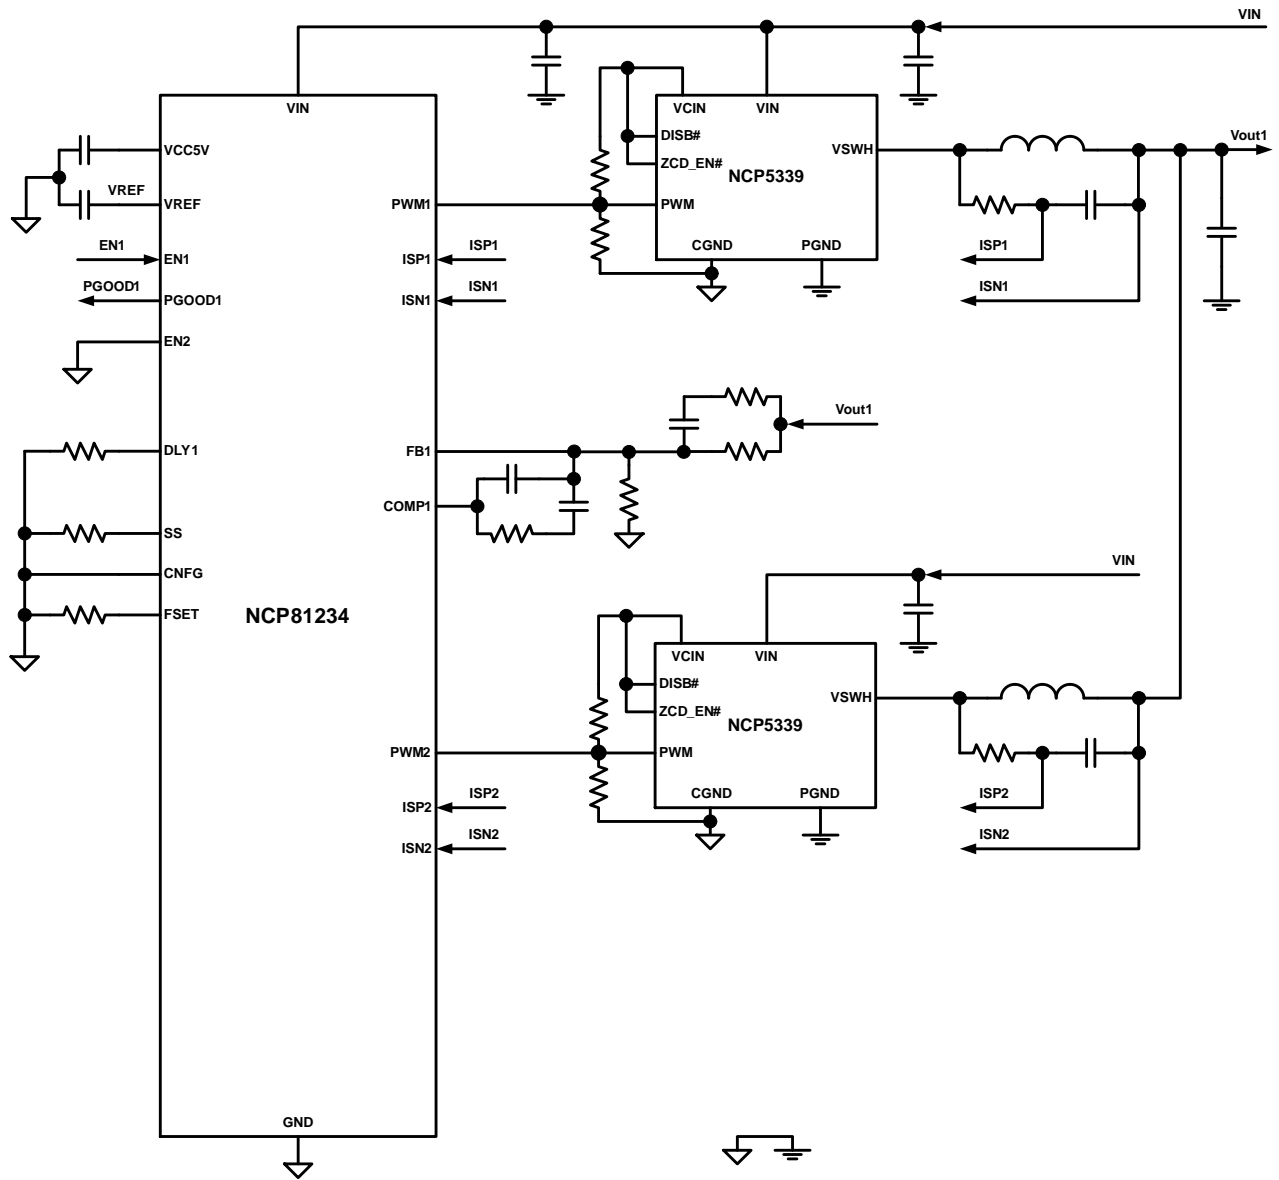 VIN
VIN
VCIN
VIN
VCC5V
DISB#
VSWH
Vout1
ZCD_EN#
NCP5339
VREF
VREF
PWM1
PWM
EN1
ISP1
CGND
PGND
ISP1
EN1
ISP1
PGOOD1
ISN1
ISN1
PGOOD1
ISN1
EN2
Vout1
DLY1
FB1
COMP1
SS
VIN
CNFG
FSET
NCP81234
VCIN
VIN
DISB#
VSWH
ZCD_EN#
NCP5339
PWM2
PWM
ISP2
CGND
PGND
ISP2
ISP2
ISN2
ISN2
ISN2
GND